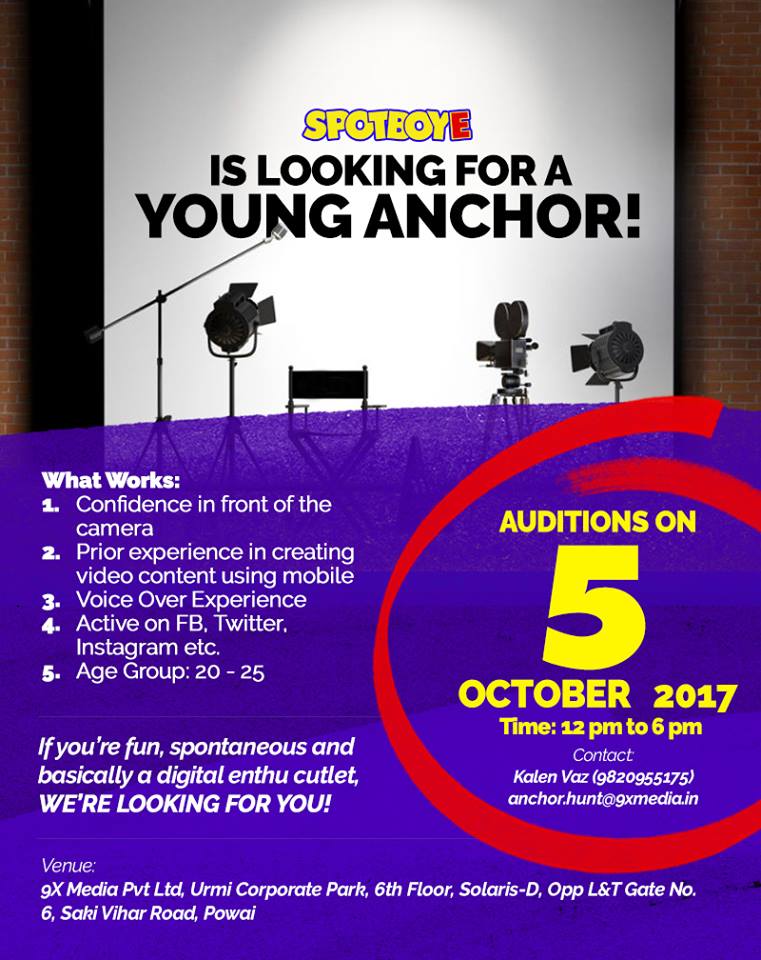 SPOTBOYE
IS LOOKING FOR A
YOUNG ANCHOR!
What Works:
1. Confidence in front of the
camera
2. Prior experience in creating
video content using mobile
3. Voice Over Experience
4. Active on FB, Twitter,
Instagram etc.
5. Age Group: 20 - 25
If you're fun, spontaneous and
basically a digital enthu cutlet,
WE'RE LOOKING FOR YOU!
AUDITIONS ON
5
OCTOBER 2017
Time: 12 pm to 6 pm
Contact:
Kalen Vaz (9820955175)
anchor.hunt@9xmedia.in
Venue:
9X Media Pvt Ltd, Urmi Corporate Park, 6th Floor, Solaris-D, Opp L&T Gate No.
6, Saki Vihar Road, Powai